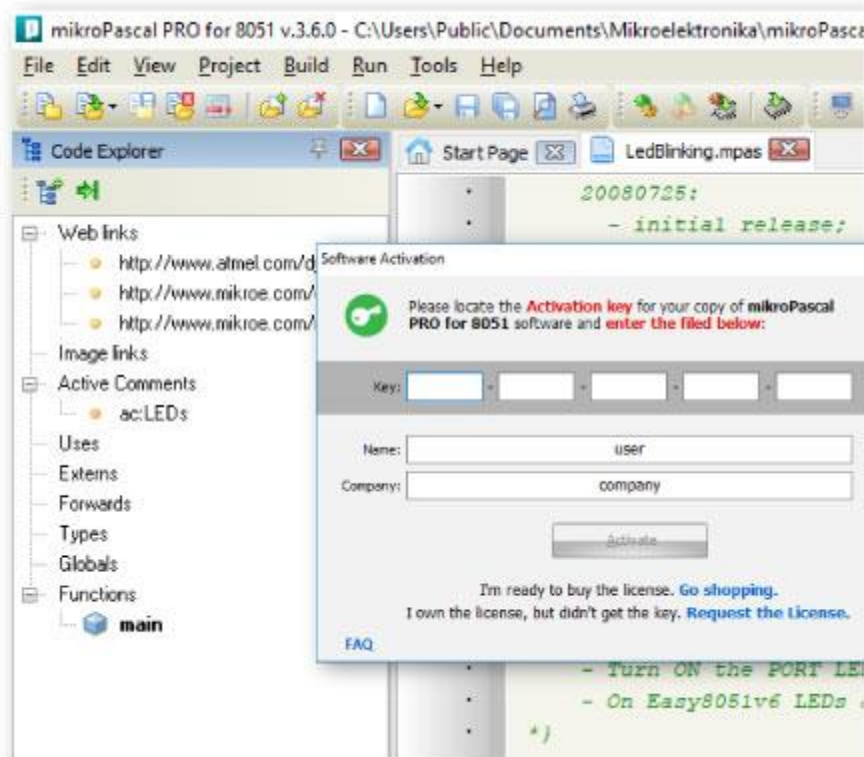 mikroPascal PRO for 8051 v.3.6.0 - C:\Users\Public\Documents\Mikroelektronika\mikroPasca
File Edit View Project Build Run Tools Help
Code Explorer
Start Page
LedBlinking.mpas
Web links
http://www.atmel.com/d
http://www.mikroe.com/
http://www.mikroe.com/
Image links
Active Comments
ac:LEDs
Uses
Externs
Forwards
Types
Globals
Functions
main
20080725:
- initial release;
Software Activation
Please locate the Activation key for your copy of mikroPascal
PRO for 8051 software and enter the filed below:
Key: - - - -
Name: user
Company: company
Activate
I'm ready to buy the license. Go shopping.
I own the license, but didn't get the key. Request the License.
FAQ
- Turn ON the PORT LE
- On Easy8051v6 LEDs
*)